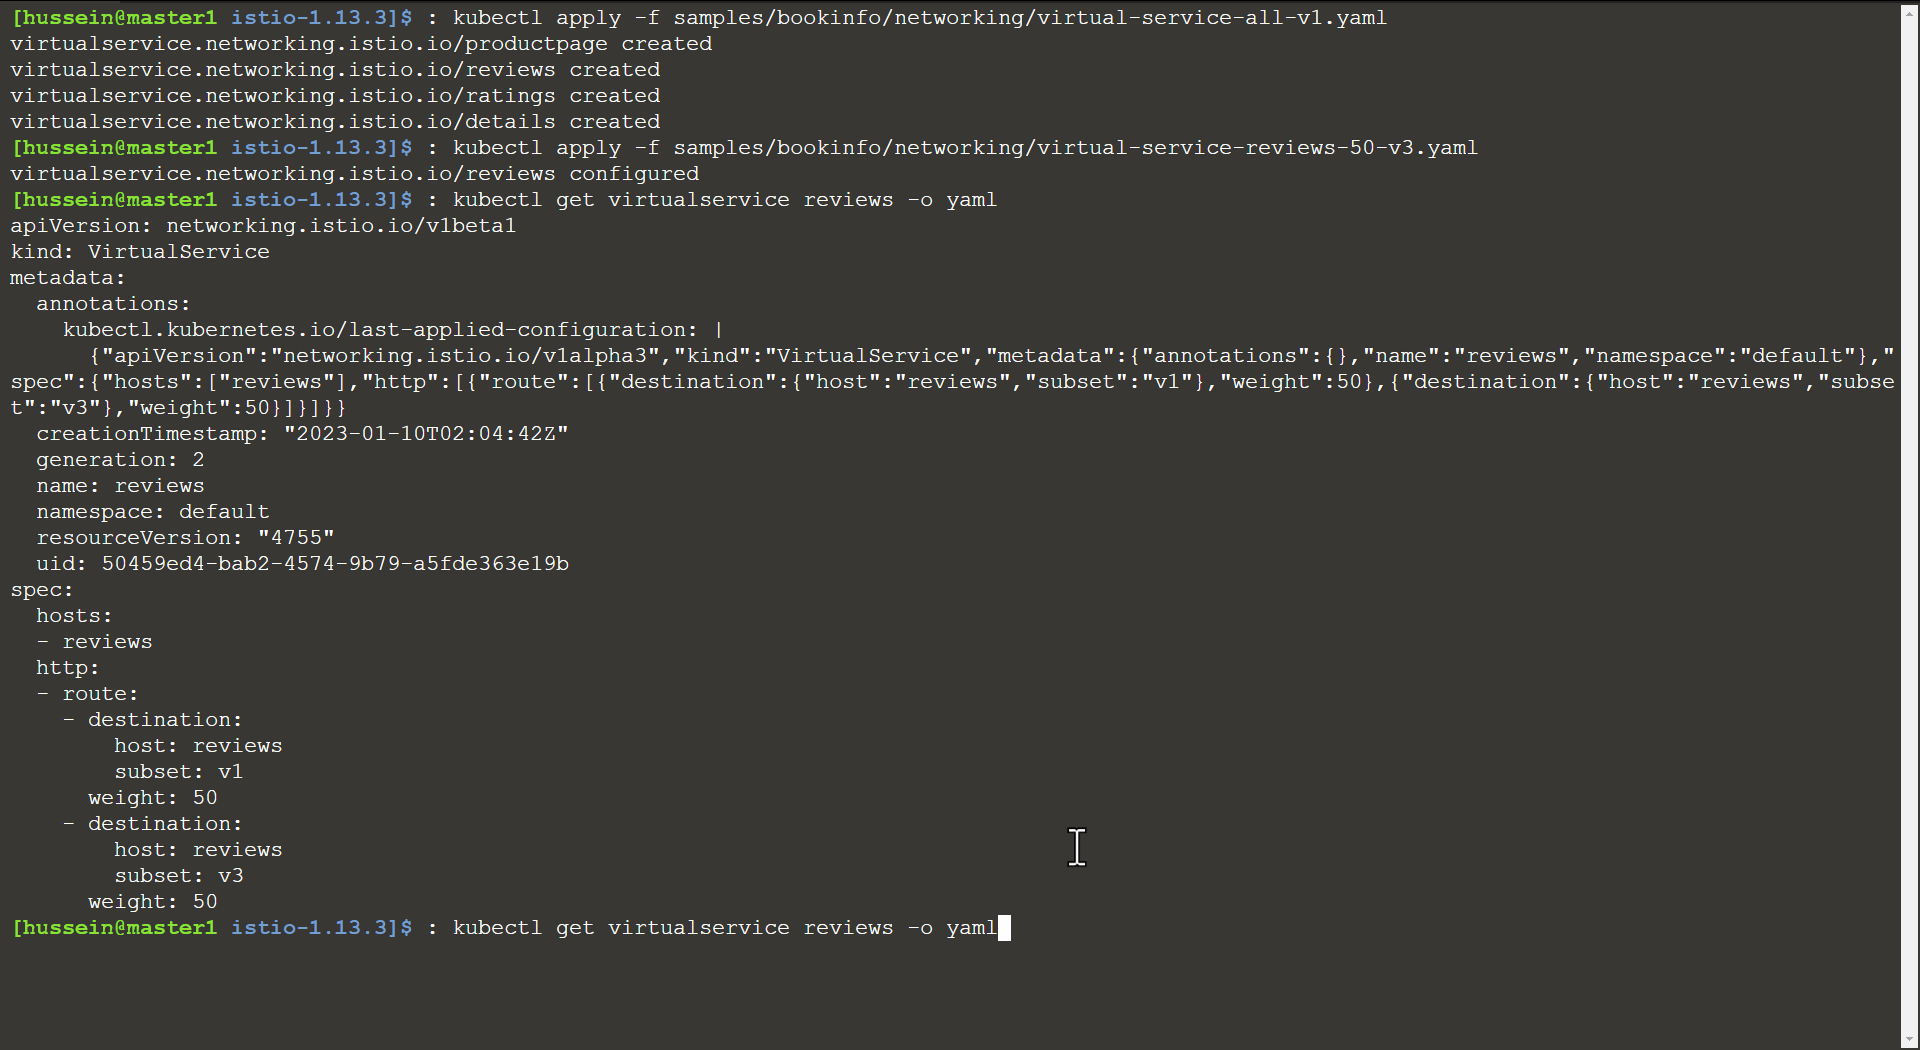 [hussein@master1 istio-1.13.3]$ : kubectl apply -f samples/bookinfo/networking/virtual-service-all-v1.yaml
virtualservice.networking.istio.io/productpage created
virtualservice.networking.istio.io/reviews created
virtualservice.networking.istio.io/ratings created
virtualservice.networking.istio.io/details created
[hussein@master1 istio-1.13.3]$ : kubectl apply -f samples/bookinfo/networking/virtual-service-reviews-50-v3.yaml
virtualservice.networking.istio.io/reviews configured
[hussein@master1 istio-1.13.3]$ : kubectl get virtualservice reviews -o yaml
apiVersion: networking.istio.io/v1beta1
kind: VirtualService
metadata:
  annotations:
    kubectl.kubernetes.io/last-applied-configuration: |
      {"apiVersion":"networking.istio.io/v1alpha3","kind":"VirtualService","metadata":{"annotations":{},"name":"reviews","namespace":"default"},"
spec":{"hosts":["reviews"],"http":[{"route":[{"destination":{"host":"reviews","subset":"v1"},"weight":50},{"destination":{"host":"reviews","subse
t":"v3"},"weight":50}]}]}}
  creationTimestamp: "2023-01-10T02:04:42Z"
  generation: 2
  name: reviews
  namespace: default
  resourceVersion: "4755"
  uid: 50459ed4-bab2-4574-9b79-a5fde363e19b
spec:
  hosts:
  - reviews
  http:
  - route:
    - destination:
        host: reviews
        subset: v1
      weight: 50
    - destination:
        host: reviews
        subset: v3
      weight: 50
[hussein@master1 istio-1.13.3]$ : kubectl get virtualservice reviews -o yaml